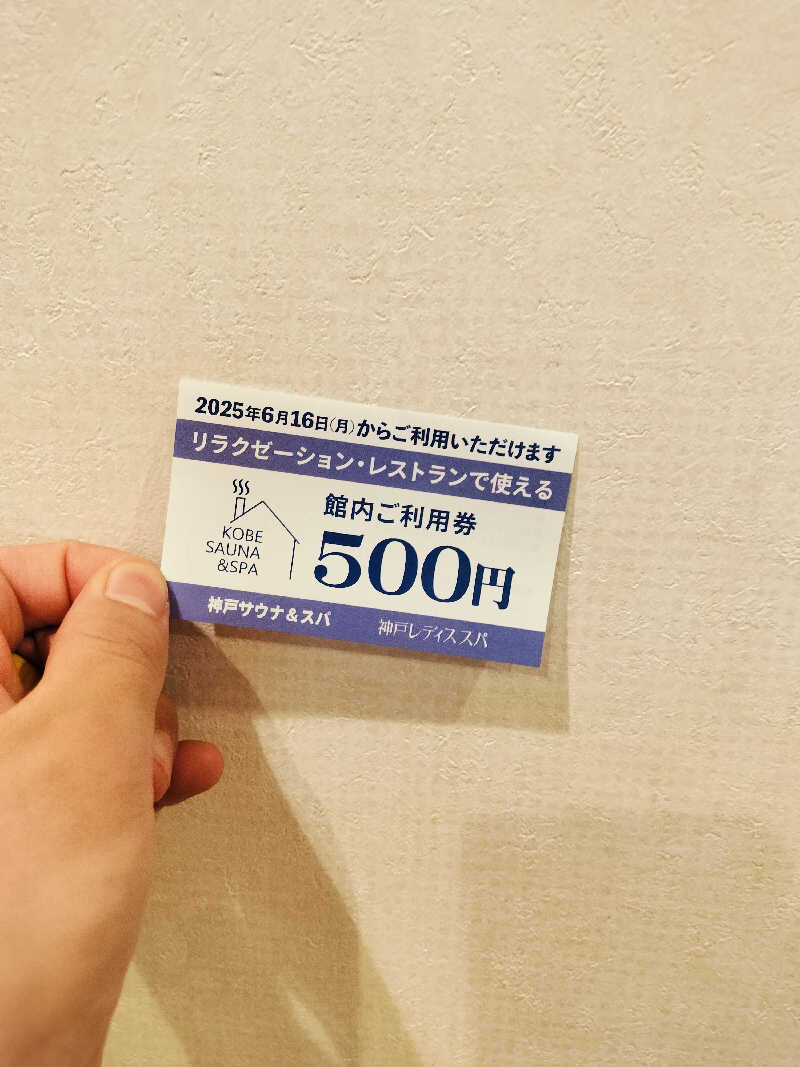 2025年6月16日(月)からご利用いただけます
リラクゼーション・レストランで使える
館内ご利用券
500円
KOBE
SAUNA
&SPA
神戸サウナ&スパ
神戸レディススパ